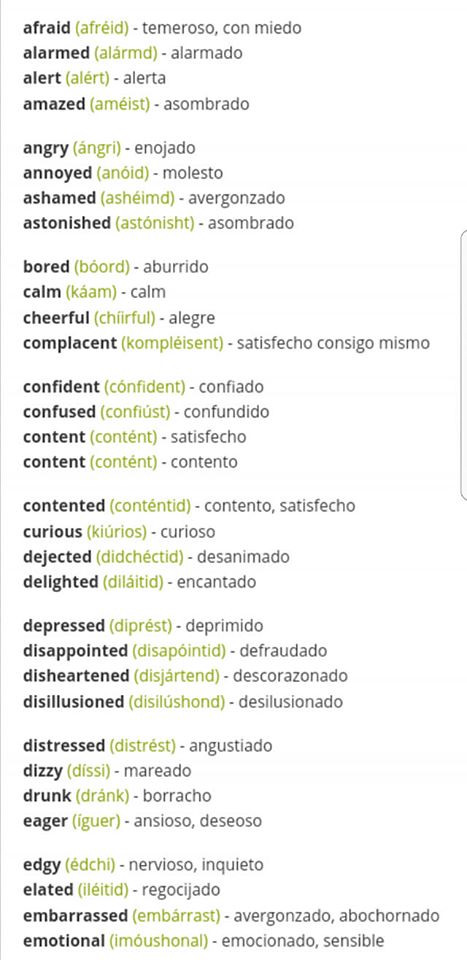 afraid (afréid) - temeroso, con miedo
alarmed (alármd) - alarmado
alert (alért) - alerta
amazed (améist) - asombrado
angry (ángri) - enojado
annoyed (anóid) - molesto
ashamed (ashéimd) - avergonzado
astonished (astónisht) - asombrado
bored (bóord) - aburrido
calm (káam) - calm
cheerful (chíirful) - alegre
complacent (kompléisent) - satisfecho consigo mismo
confident (cónfident) - confiado
confused (confiúst) - confundido
content (contént) - satisfecho
content (contént) - contento
contented (conténtid) - contento, satisfecho
curious (kiúrios) - curioso
dejected (didchéctid) - desanimado
delighted (diláitid) - encantado
depressed (diprést) - deprimido
disappointed (disapóintid) - defraudado
disheartened (disjártend) - descorazonado
disillusioned (disilúshond) - desilusionado
distressed (distrést) - angustiado
dizzy (díssi) - mareado
drunk (dránk) - borracho
eager (íguer) - ansioso, deseoso
edgy (édchi) - nervioso, inquieto
elated (iléitid) - regocijado
embarrassed (embárrast) - avergonzado, abochornado
emotional (imóushonal) - emocionado, sensible